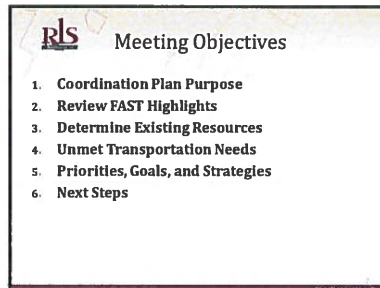 RLS
Meeting Objectives
1. Coordination Plan Purpose
2. Review FAST Highlights
3. Determine Existing Resources
4. Unmet Transportation Needs
5. Priorities, Goals, and Strategies
6. Next Steps